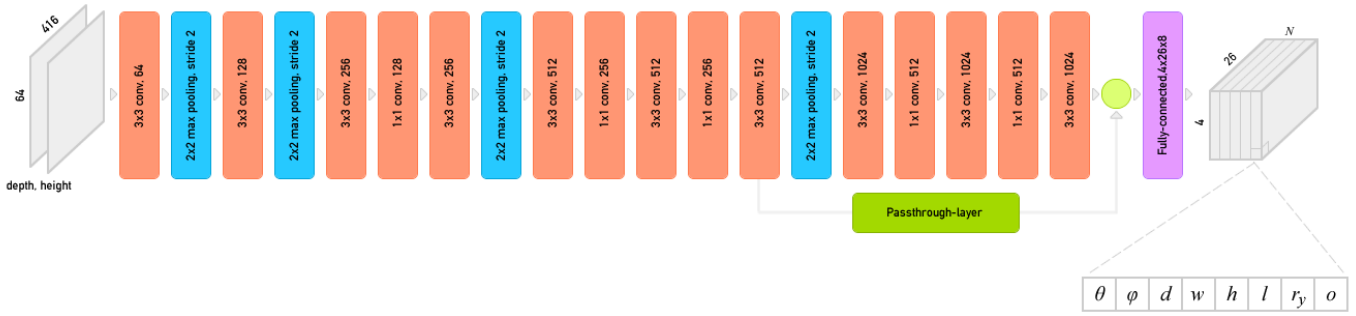 416
64
depth, height
3x3 conv. 64
2x2 max pooling, stride 2
3x3 conv. 128
2x2 max pooling, stride 2
3x3 conv. 256
1x1 conv. 128
3x3 conv. 256
2x2 max pooling, stride 2
3x3 conv. 512
1x1 conv. 256
3x3 conv. 512
1x1 conv. 256
3x3 conv. 512
2x2 max pooling, stride 2
3x3 conv. 1024
1x1 conv. 512
3x3 conv. 1024
1x1 conv. 512
3x3 conv. 1024
Passthrough-layer
Fully-connected,4x26x8
26
N
4
θ φ d w h l r_y o